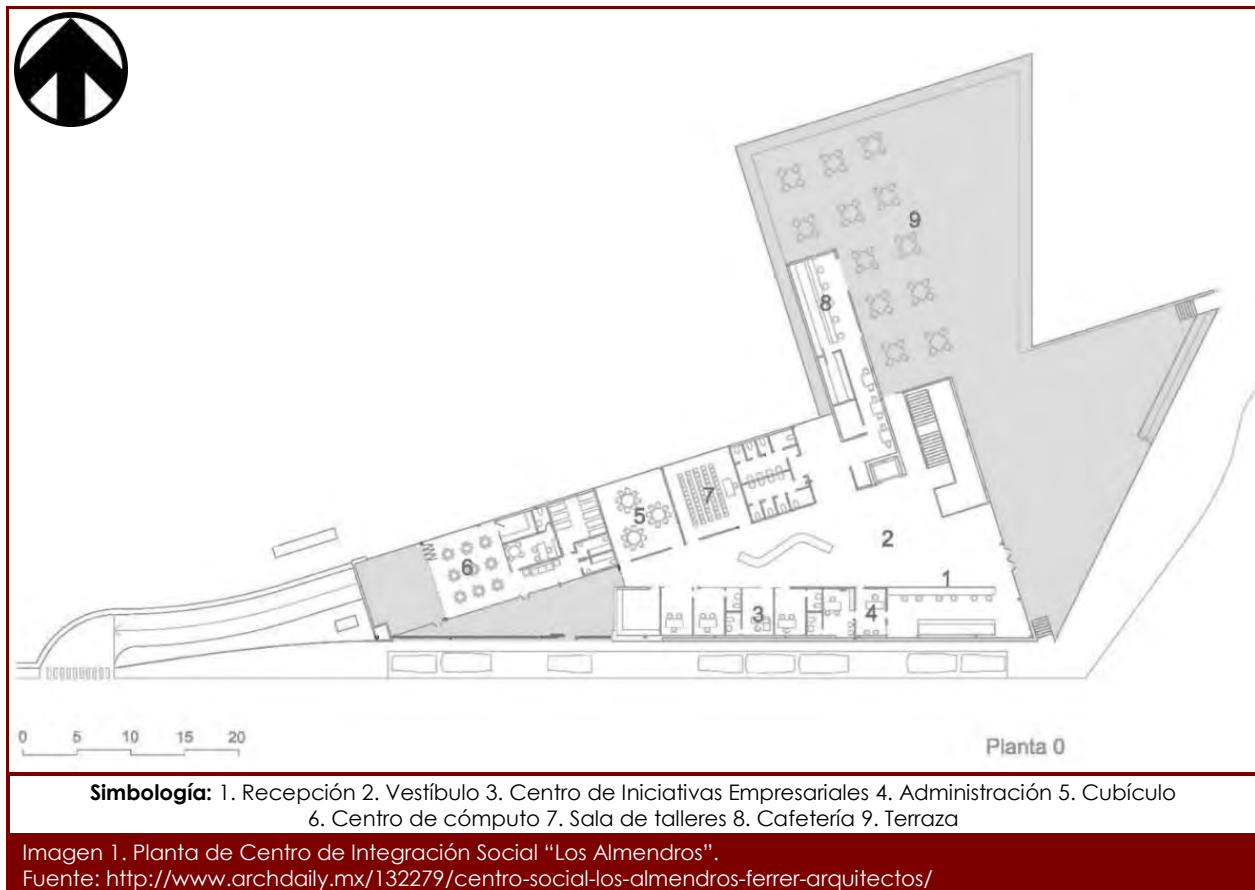 9
8
7
5
6
2
1
3
4
0 5 10 15 20
Planta 0
Simbología: 1. Recepción 2. Vestíbulo 3. Centro de Iniciativas Empresariales 4. Administración 5. Cubículo
6. Centro de cómputo 7. Sala de talleres 8. Cafetería 9. Terraza
Imagen 1. Planta de Centro de Integración Social “Los Almendros”.
Fuente: http://www.archdaily.mx/132279/centro-social-los-almendros-ferrer-arquitectos/